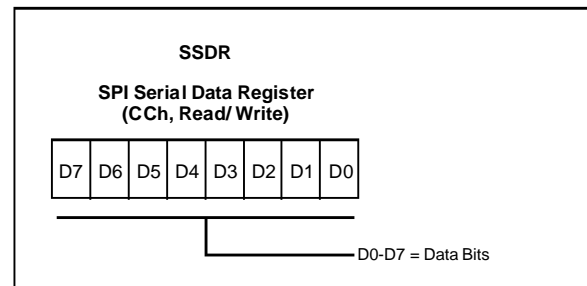 SSDR
SPI Serial Data Register
(CCh, Read/ Write)
D7 D6 D5 D4 D3 D2 D1 D0
D0-D7 = Data Bits